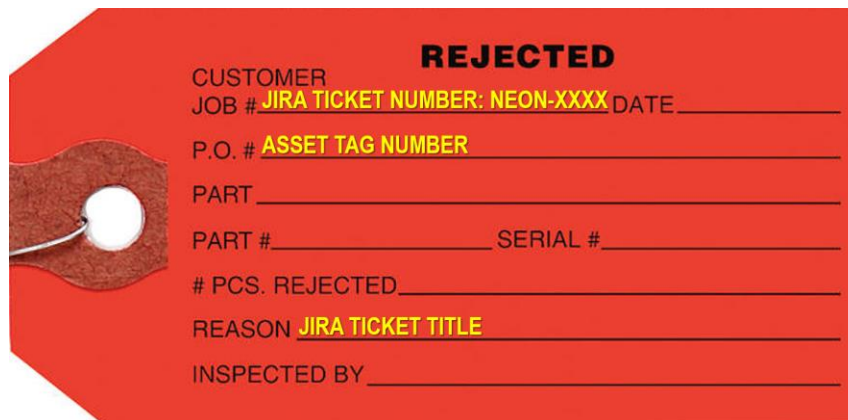 REJECTED
CUSTOMER
JOB # JIRA TICKET NUMBER: NEON-XXXX DATE
P.O. # ASSET TAG NUMBER
PART
PART # SERIAL #
# PCS. REJECTED
REASON JIRA TICKET TITLE
INSPECTED BY